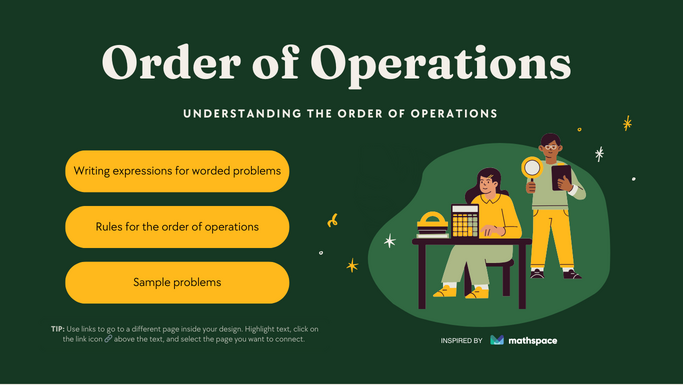 Order of Operations
UNDERSTANDING THE ORDER OF OPERATIONS
Writing expressions for worded problems
Rules for the order of operations
Sample problems
TIP: Use links to go to a different page inside your design. Highlight text, click on
the link icon 🔗 above the text, and select the page you want to connect.
INSPIRED BY mathspace